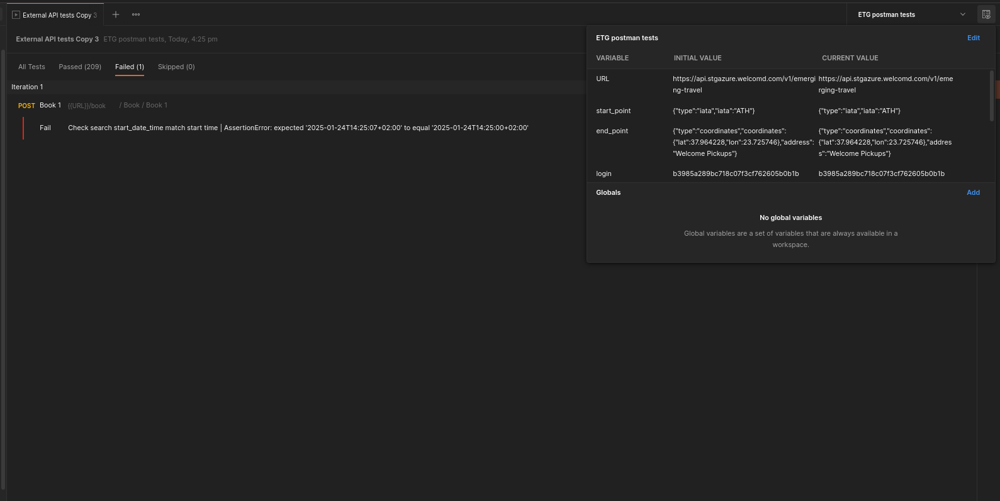 External API tests Copy 3
ETG postman tests
External API tests Copy 3 ETG postman tests, Today, 4:25 pm
All Tests Passed (209) Failed (1) Skipped (0)
Iteration 1
POST Book 1 {{URL}}/book / Book / Book 1
Fail Check search start_date_time match start time | AssertionError: expected '2025-01-24T14:25:07+02:00' to equal '2025-01-24T14:25:00+02:00'
ETG postman tests Edit
VARIABLE INITIAL VALUE CURRENT VALUE
URL https://api.stgazure.welcomd.com/v1/emergi https://api.stgazure.welcomd.com/v1/eme
ng-travel rging-travel
start_point {"type":"iata","iata":"ATH"} {"type":"iata","iata":"ATH"}
end_point {"type":"coordinates","coordinates": {"type":"coordinates","coordinates":
{"lat":37.964228,"lon":23.725746},"address": {"lat":37.964228,"lon":23.725746},"addres
"Welcome Pickups"} s":"Welcome Pickups"}
login b3985a289bc718c07f3cf762605b0b1b b3985a289bc718c07f3cf762605b0b1b
Globals Add
No global variables
Global variables are a set of variables that are always available in a
workspace.